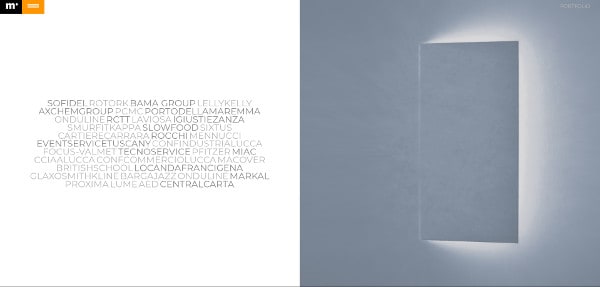 m*
PORTFOLIO
SOFIDEL ROTORK BAMA GROUP LELLYKELLY
AXCHEMGROUP PCMC PORTODELLAMAREMMA
ONDULINE RCTT LAVIOSA IGIUSTIEZANZA
SMURFITKAPPA SLOWFOOD SIXTUS
CARTIERECARRARA ROCCHI MENNUCCI
EVENTSERVICETUSCANY CONFINDUSTRIALUCCA
FOCUS-VALMET TECNOSERVICE PFITZER MIAC
CCIAALUCCA CONFCOMMERCIOLUCCA MACOVER
BRITISHSCHOOL LOCANDAFRANCIGENA
GLAXOSMITHKLINE BARGAJAZZ ONDULINE MARKAL
PROXIMA LUME AED CENTRALCARTA